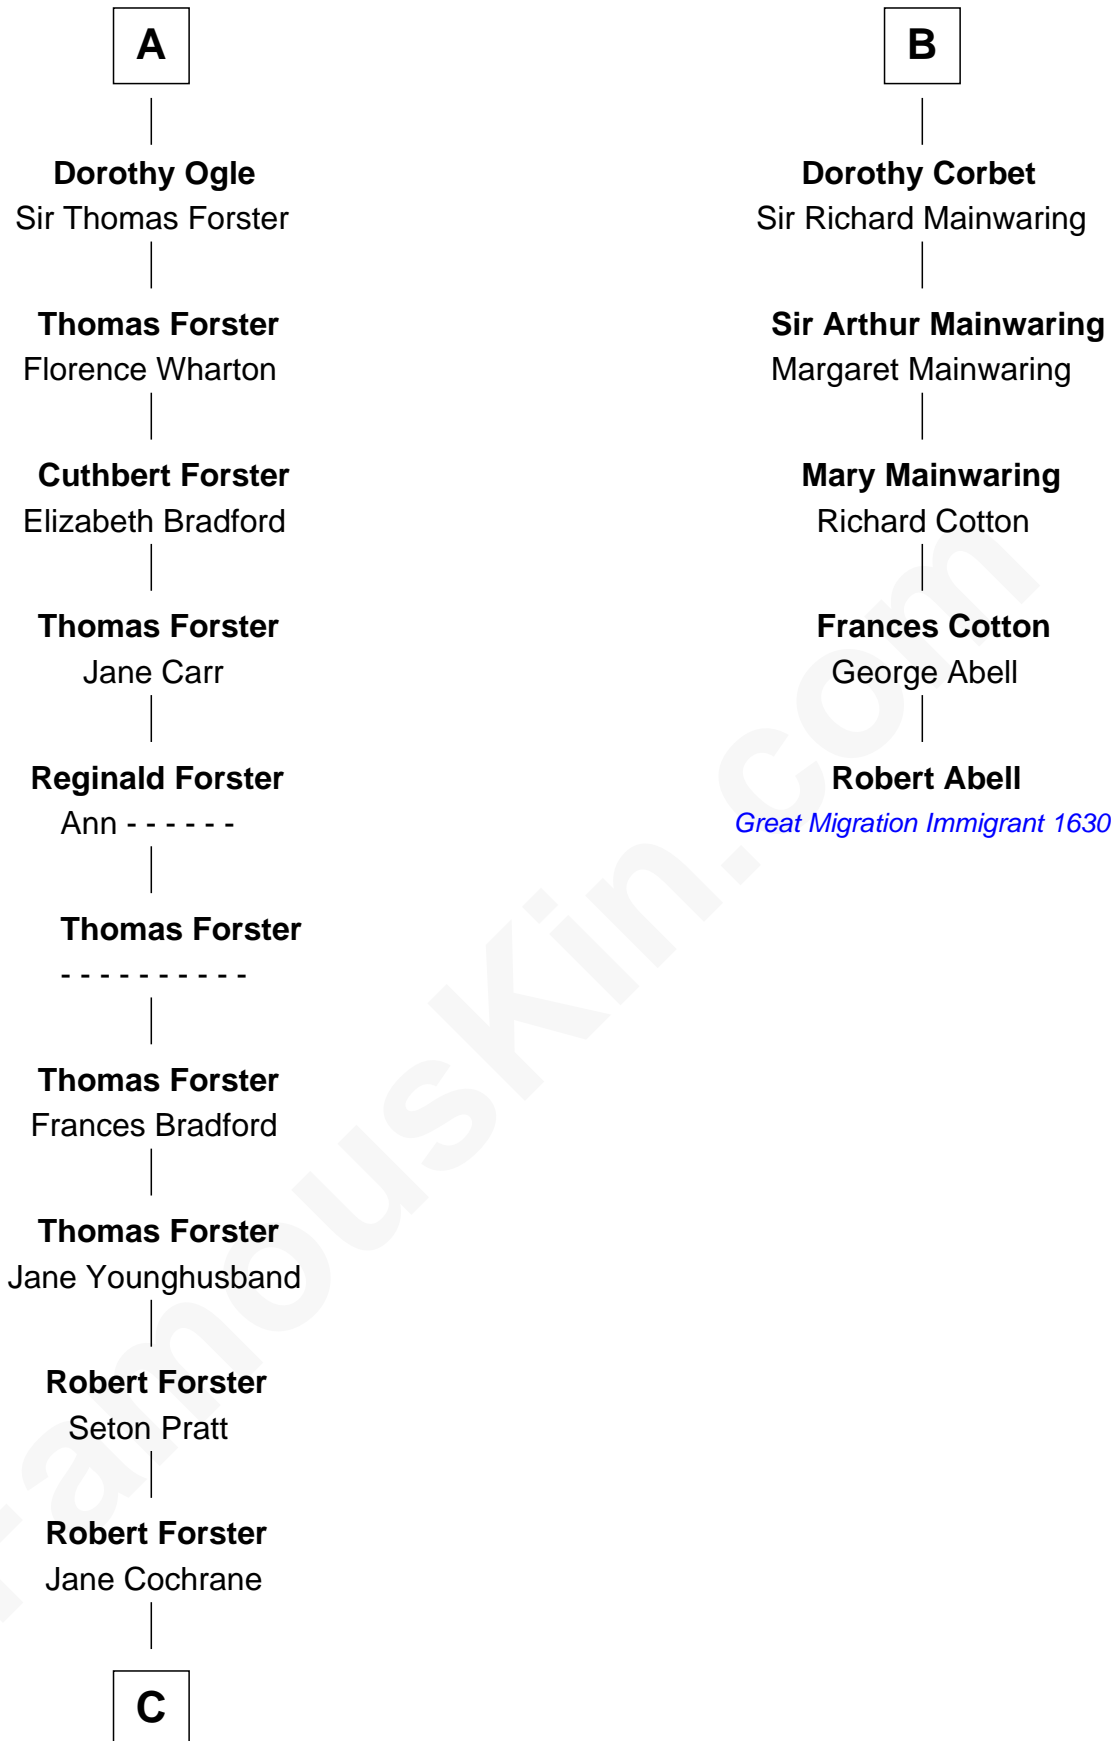 A
Dorothy Ogle
Sir Thomas Forster
Thomas Forster
Florence Wharton
Cuthbert Forster
Elizabeth Bradford
Thomas Forster
Jane Carr
Reginald Forster
Ann - - - - - -
Thomas Forster
- - - - - - - - - -
Thomas Forster
Frances Bradford
Thomas Forster
Jane Younghusband
Robert Forster
Seton Pratt
Robert Forster
Jane Cochrane
C
B
Dorothy Corbet
Sir Richard Mainwaring
Sir Arthur Mainwaring
Margaret Mainwaring
Mary Mainwaring
Richard Cotton
Frances Cotton
George Abell
Robert Abell
Great Migration Immigrant 1630
FamousKin.com